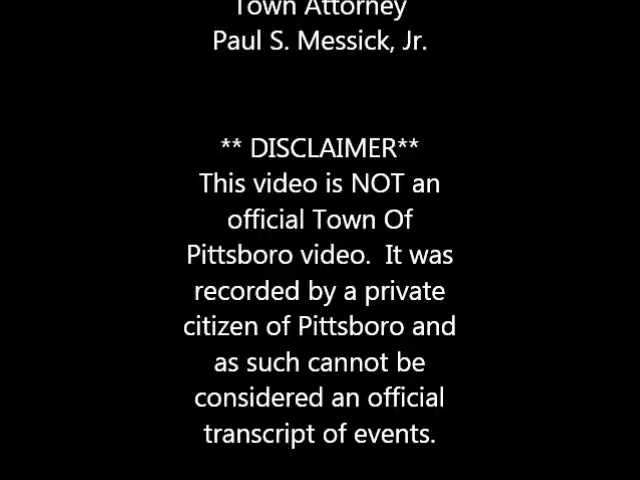 Town Attorney
Paul S. Messick, Jr.
** DISCLAIMER**
This video is NOT an
official Town Of
Pittsboro video.  It was
recorded by a private
citizen of Pittsboro and
as such cannot be
considered an official
transcript of events.